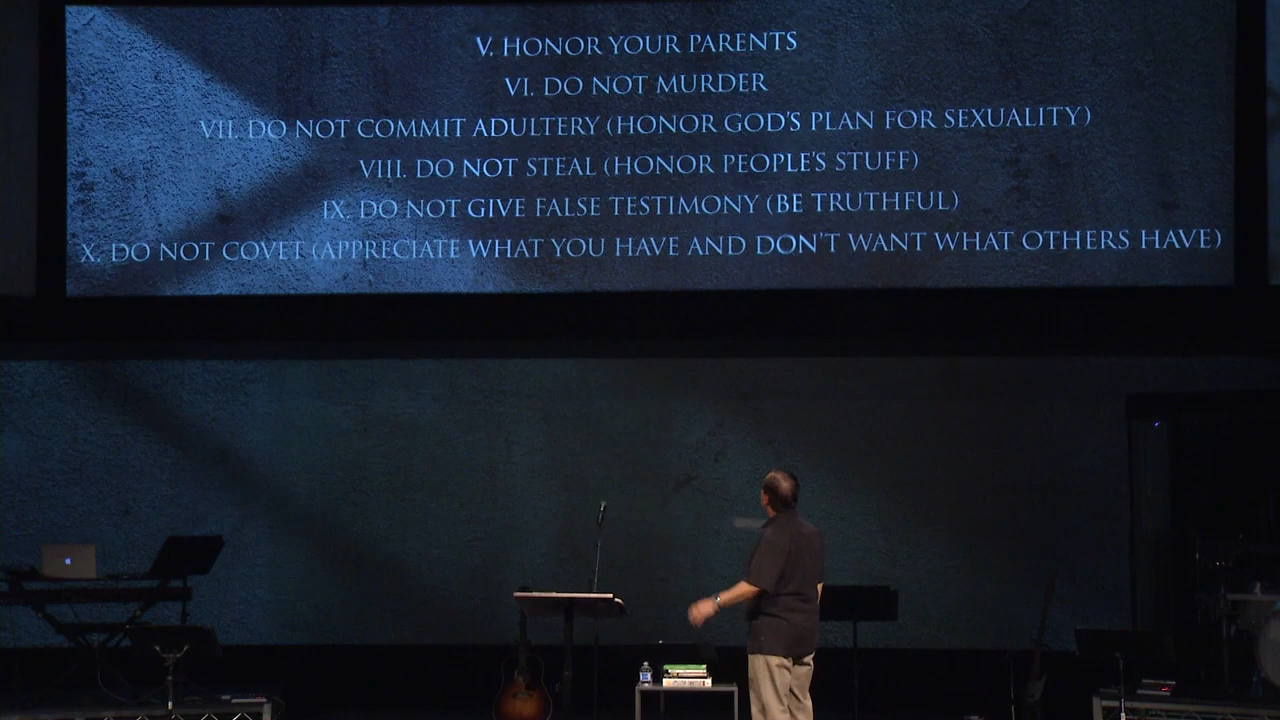 V. HONOR YOUR PARENTS
VI. DO NOT MURDER
VII. DO NOT COMMIT ADULTERY (HONOR GOD'S PLAN FOR SEXUALITY)
VIII. DO NOT STEAL (HONOR PEOPLE'S STUFF)
IX. DO NOT GIVE FALSE TESTIMONY (BE TRUTHFUL)
X. DO NOT COVET (APPRECIATE WHAT YOU HAVE AND DON'T WANT WHAT OTHERS HAVE)